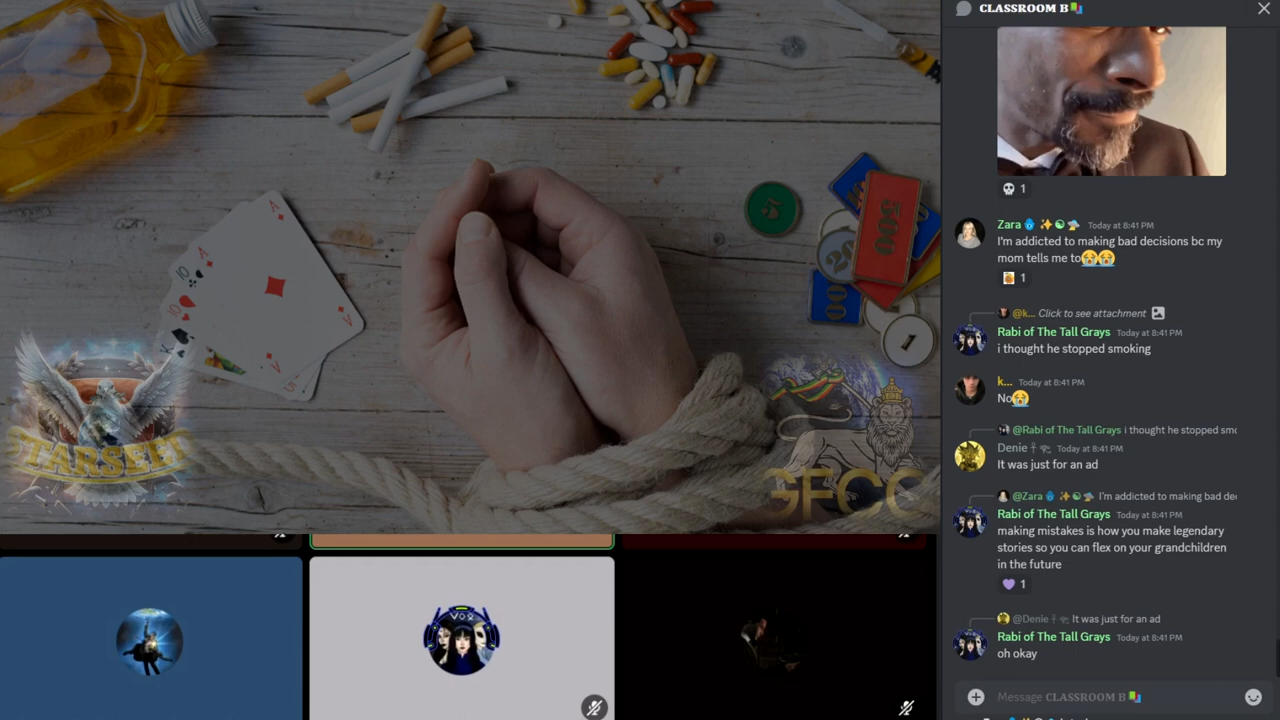 CLASSROOM B
1
Zara
Today at 8:41 PM
I'm addicted to making bad decisions bc my
mom tells me to😭😭
1
@k... Click to see attachment
Rabi of The Tall Grays Today at 8:41 PM
i thought he stopped smoking
k... Today at 8:41 PM
No😭
@Rabi of The Tall Grays i thought he stopped smo
Denie Today at 8:41 PM
It was just for an ad
@Zara I'm addicted to making bad de
Rabi of The Tall Grays Today at 8:41 PM
making mistakes is how you make legendary
stories so you can flex on your grandchildren
in the future
1
@Denie It was just for an ad
Rabi of The Tall Grays Today at 8:41 PM
oh okay
Message CLASSROOM B
STARSEED
GFCC
A
A
10
10
K
A
A
500
1
VOX